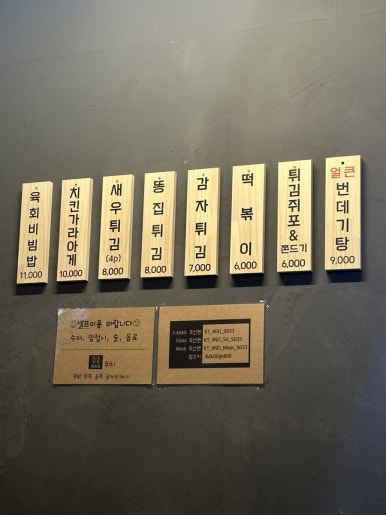 육회비빔밥
11,000
치킨가라아게
10,000
새우튀김
(4p)
8,000
똥집튀김
8,000
감자튀김
7,000
떡볶이
6,000
튀김쥐포&
쫀드기
6,000
얼큰
번데기탕
9,000
셀프이용 바랍니다
수저, 앞접시, 술, 음료
KT_WiFi_9033
KT_WiFi_5G_9033
KT_WiFi_Mesh_9033